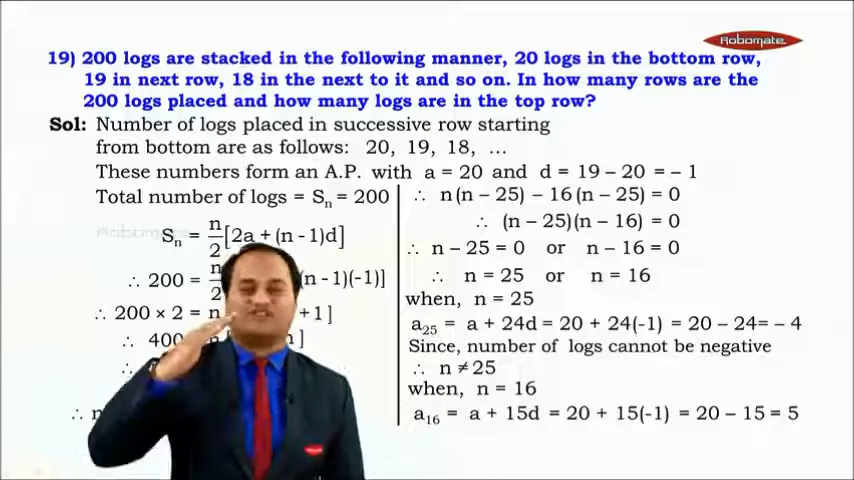 Robomate
19) 200 logs are stacked in the following manner, 20 logs in the bottom row,
19 in next row, 18 in the next to it and so on. In how many rows are the
200 logs placed and how many logs are in the top row?
Sol: Number of logs placed in successive row starting
from bottom are as follows: 20, 19, 18, ...
These numbers form an A.P. with a = 20 and d = 19 – 20 = – 1
Total number of logs = Sn = 200
Sn = n/2 [2a + (n - 1)d]
∴ 200 = n/2 (n - 1)(-1)]
∴ 200 × 2 = n + 1 ]
∴ 400 ]
∴ n
∴ n (n – 25) – 16 (n – 25) = 0
∴ (n – 25)(n – 16) = 0
∴ n – 25 = 0 or n – 16 = 0
∴ n = 25 or n = 16
when, n = 25
a25 = a + 24d = 20 + 24(-1) = 20 – 24 = – 4
Since, number of logs cannot be negative
∴ n ≠ 25
when, n = 16
a16 = a + 15d = 20 + 15(-1) = 20 – 15 = 5